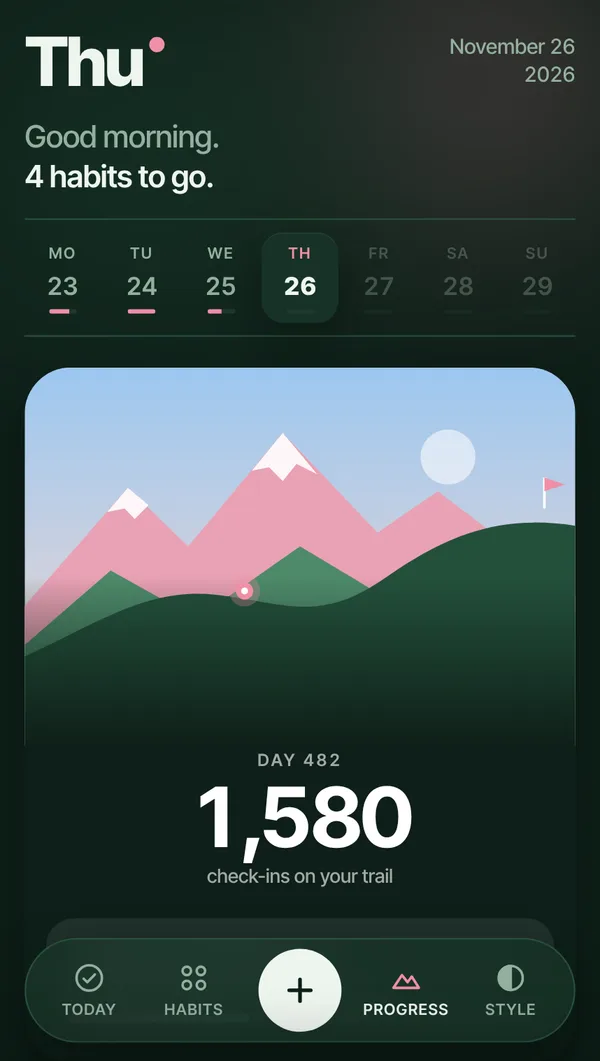 Thu
November 26
2026
Good morning.
4 habits to go.
MO TU WE TH FR SA SU
23 24 25 26 27 28 29
DAY 482
1,580
check-ins on your trail
TODAY HABITS + PROGRESS STYLE